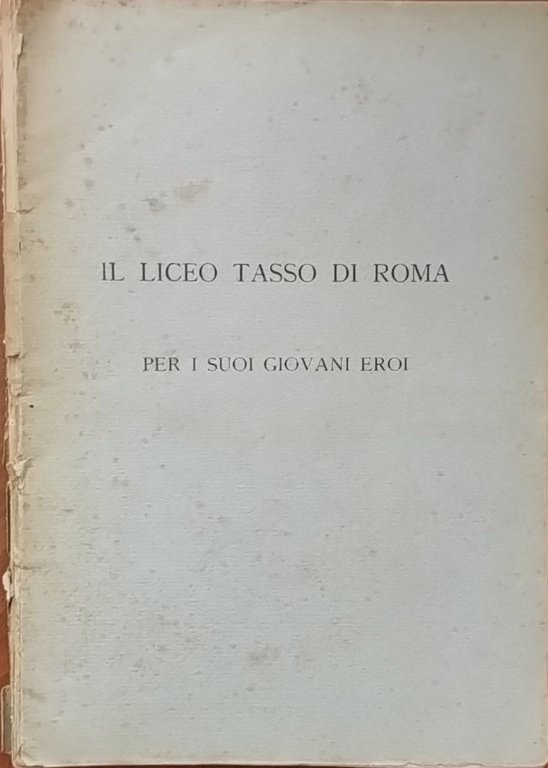 IL LICEO TASSO DI ROMA
PER I SUOI GIOVANI EROI